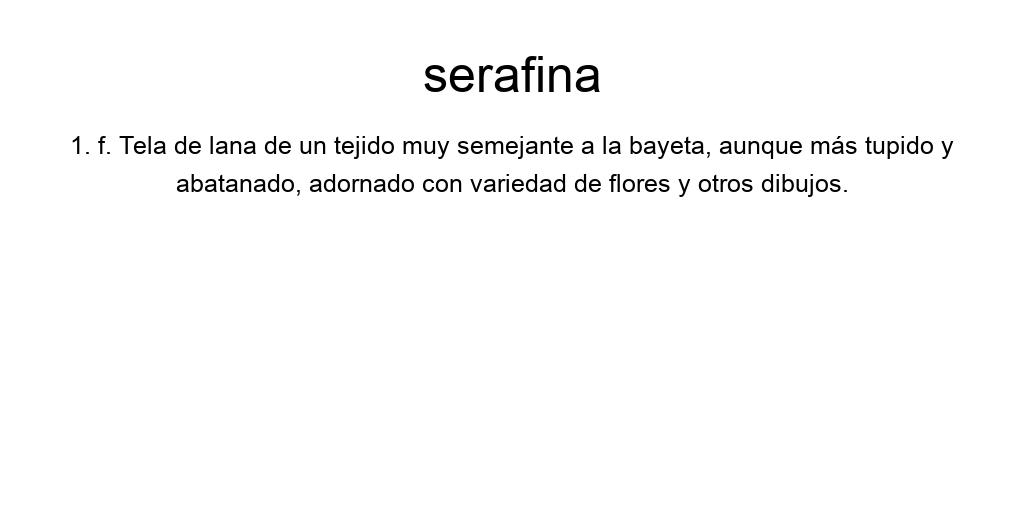 serafina
1. f. Tela de lana de un tejido muy semejante a la bayeta, aunque más tupido y
abatanado, adornado con variedad de flores y otros dibujos.